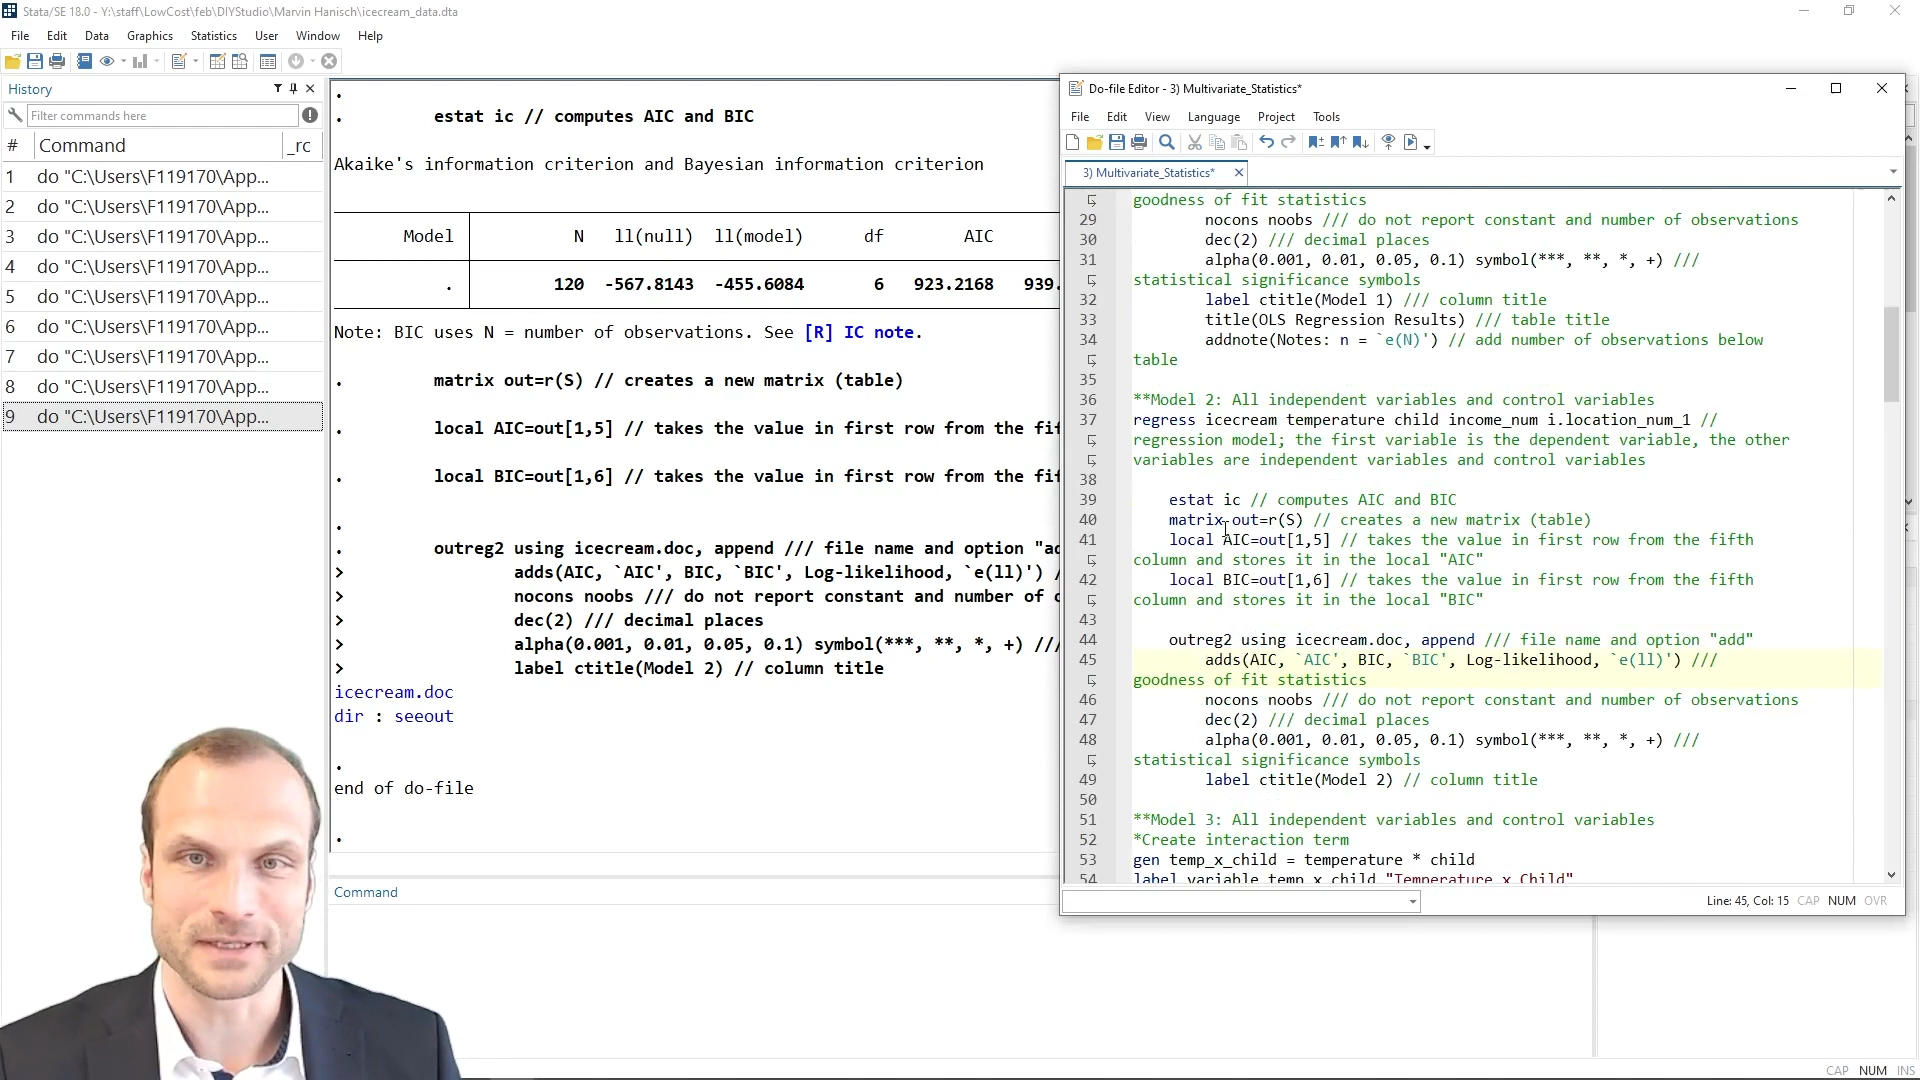 Stata/SE 18.0 - Y:\staff\LowCost\feb\DIYStudio\Marvin Hanisch\icecream_data.dta
File Edit Data Graphics Statistics User Window Help
History
Filter commands here
# Command _rc
1 do "C:\Users\F119170\App...
2 do "C:\Users\F119170\App...
3 do "C:\Users\F119170\App...
4 do "C:\Users\F119170\App...
5 do "C:\Users\F119170\App...
6 do "C:\Users\F119170\App...
7 do "C:\Users\F119170\App...
8 do "C:\Users\F119170\App...
9 do "C:\Users\F119170\App...
.
. estat ic // computes AIC and BIC
Akaike's information criterion and Bayesian information criterion
Model N ll(null) ll(model) df AIC
. 120 -567.8143 -455.6084 6 923.2168 939.
Note: BIC uses N = number of observations. See [R] IC note.
. matrix out=r(S) // creates a new matrix (table)
. local AIC=out[1,5] // takes the value in first row from the fif
. local BIC=out[1,6] // takes the value in first row from the fif
.
. outreg2 using icecream.doc, append /// file name and option "ad
> adds(AIC, `AIC', BIC, `BIC', Log-likelihood, `e(ll)') /
> nocons noobs /// do not report constant and number of o
> dec(2) /// decimal places
> alpha(0.001, 0.01, 0.05, 0.1) symbol(***, **, *, +) ///
> label ctitle(Model 2) // column title
icecream.doc
dir : seeout
.
end of do-file
.
Command
Do-file Editor - 3) Multivariate_Statistics*
File Edit View Language Project Tools
3) Multivariate_Statistics*
goodness of fit statistics
29 nocons noobs /// do not report constant and number of observations
30 dec(2) /// decimal places
31 alpha(0.001, 0.01, 0.05, 0.1) symbol(***, **, *, +) ///
statistical significance symbols
32 label ctitle(Model 1) /// column title
33 title(OLS Regression Results) /// table title
34 addnote(Notes: n = `e(N)') // add number of observations below
table
35
36 **Model 2: All independent variables and control variables
37 regress icecream temperature child income_num i.location_num_1 //
regression model; the first variable is the dependent variable, the other
variables are independent variables and control variables
38
39 estat ic // computes AIC and BIC
40 matrix out=r(S) // creates a new matrix (table)
41 local AIC=out[1,5] // takes the value in first row from the fifth
column and stores it in the local "AIC"
42 local BIC=out[1,6] // takes the value in first row from the fifth
column and stores it in the local "BIC"
43
44 outreg2 using icecream.doc, append /// file name and option "add"
45 adds(AIC, `AIC', BIC, `BIC', Log-likelihood, `e(ll)') ///
goodness of fit statistics
46 nocons noobs /// do not report constant and number of observations
47 dec(2) /// decimal places
48 alpha(0.001, 0.01, 0.05, 0.1) symbol(***, **, *, +) ///
statistical significance symbols
49 label ctitle(Model 2) // column title
50
51 **Model 3: All independent variables and control variables
52 *Create interaction term
53 gen temp_x_child = temperature * child
54 label variable temp_x_child "Temperature x Child"
Line: 45, Col: 15 CAP NUM OVR
CAP NUM INS